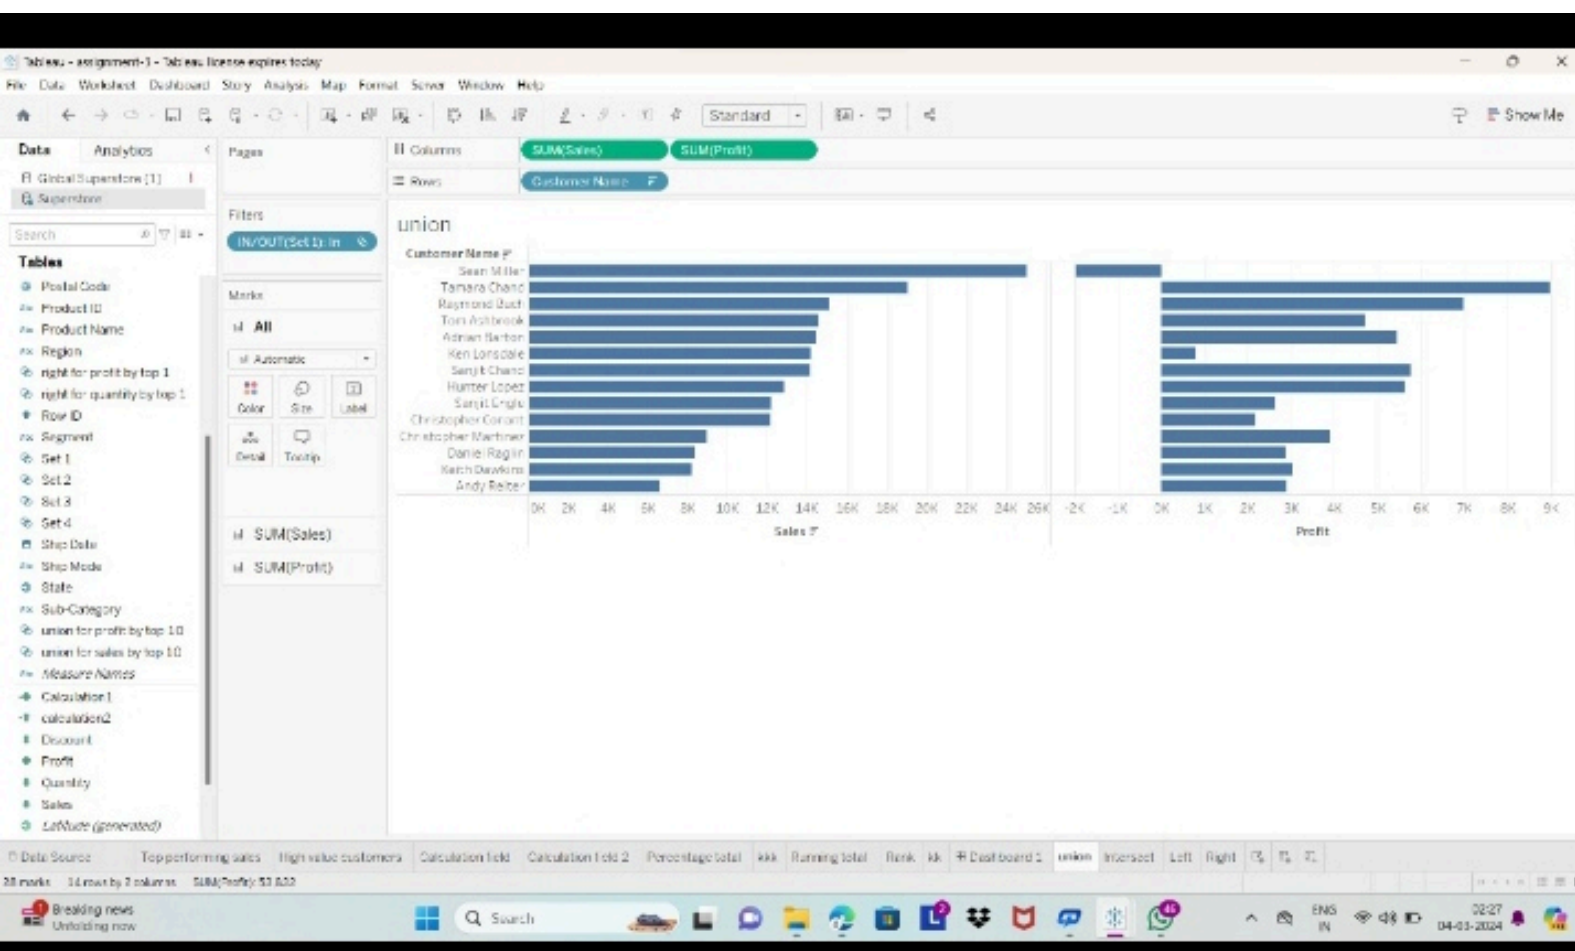 Tableau - assignment-1 - Tableau license expires today
File Data Worksheet Dashboard Story Analysis Map Format Server Window Help
Standard
Show Me
Data Analytics
Pages
Columns
SUM(Sales) SUM(Profit)
Global Superstore (1)
Rows
Customer Name
Superstore
Filters
Search
IN/OUT(Set 1): In
union
Tables
Customer Name
Postal Code
Product ID
Product Name
Region
right for profit by top 1
right for quantity by top 1
Row ID
Segment
Set 1
Set 2
Set 3
Set 4
Ship Date
Ship Mode
State
Sub-Category
union for profit by top 10
union for sales by top 10
Measure Names
Calculation1
calculation2
Discount
Profit
Quantity
Sales
Latitude (generated)
Marks
All
Automatic
Color Size Label
Detail Tooltip
SUM(Sales)
SUM(Profit)
Sean Miller
Tamara Chand
Raymond Buch
Tom Ashbrook
Adrian Barton
Ken Lonsdale
Sanjit Chand
Hunter Lopez
Sanjit Engle
Christopher Conant
Christopher Martinez
Daniel Raglin
Keith Dawkins
Andy Reiter
0K 2K 4K 6K 8K 10K 12K 14K 16K 18K 20K 22K 24K 26K -2K -1K 0K 1K 2K 3K 4K 5K 6K 7K 8K 9K
Sales
Profit
Data Source Top performing sales High value customers Calculation field Calculation field 2 Percentage total kkk Running total Rank kk Dashboard 1 union Intersect Left Right
28 marks 14 rows by 2 columns SUM(Profit): 53,832
Breaking news
Unfolding now
Search
2
46
ENG
IN
02:27
04-03-2024